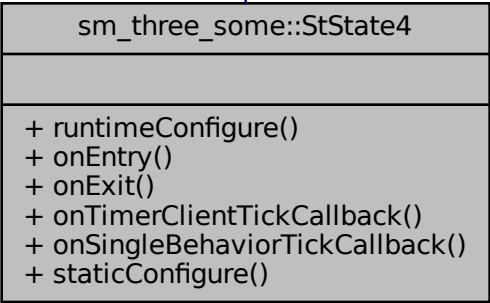 sm_three_some::StState4
+ runtimeConfigure()
+ onEntry()
+ onExit()
+ onTimerClientTickCallback()
+ onSingleBehaviorTickCallback()
+ staticConfigure()